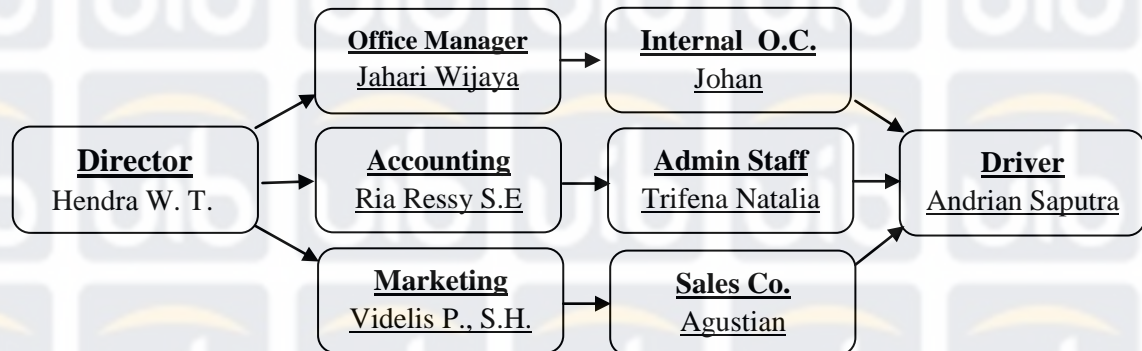 Office Manager
Jahari Wijaya
Internal O.C.
Johan
Director
Hendra W. T.
Accounting
Ria Ressy S.E
Admin Staff
Trifena Natalia
Driver
Andrian Saputra
Marketing
Videlis P., S.H.
Sales Co.
Agustian